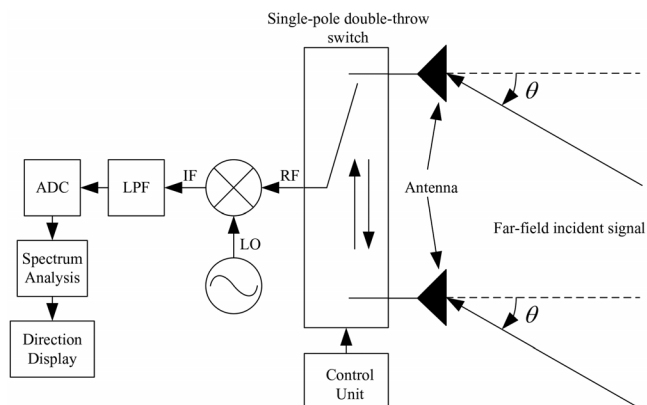 Single-pole double-throw
switch
θ
IF
RF
ADC
LPF
Antenna
Far-field incident signal
LO
Spectrum
Analysis
Direction
Display
θ
Control
Unit